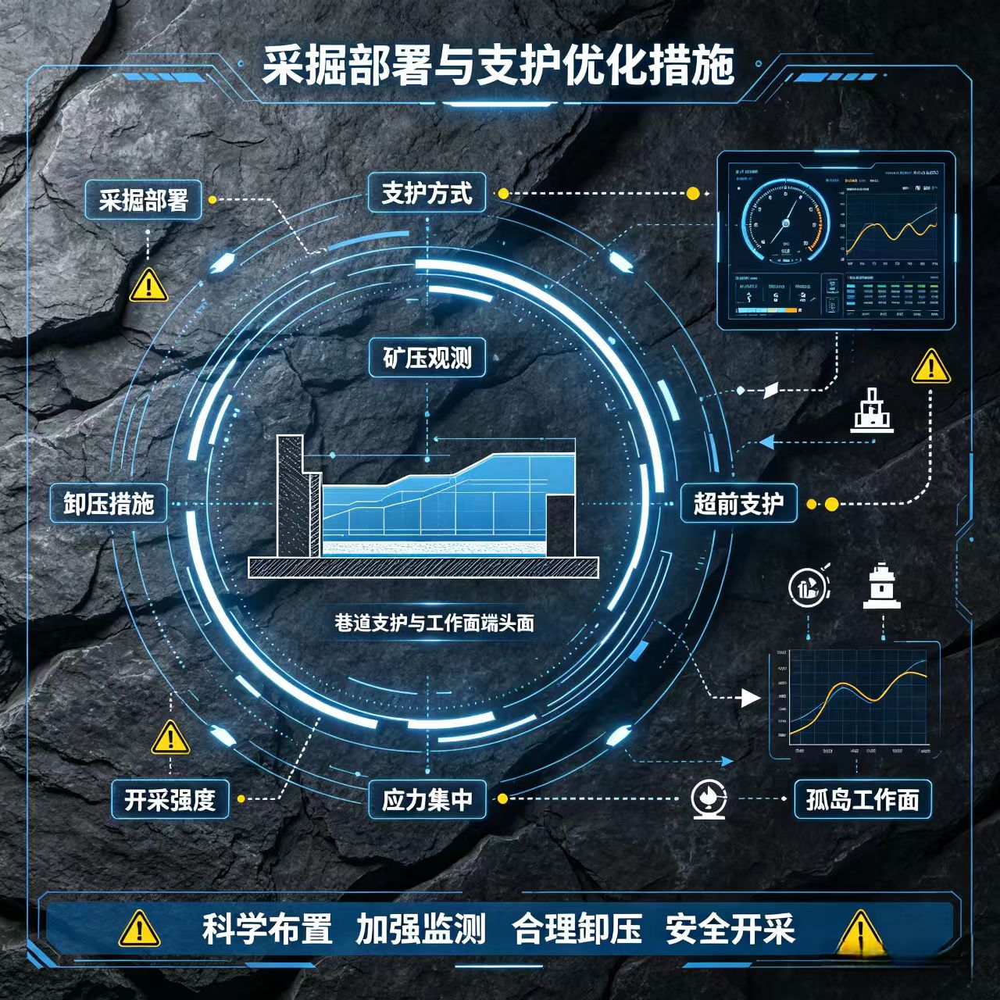 采掘部署与支护优化措施
采掘部署
支护方式
矿压观测
卸压措施
超前支护
巷道支护与工作面端头面
开采强度
应力集中
孤岛工作面
科学布置 加强监测 合理卸压 安全开采